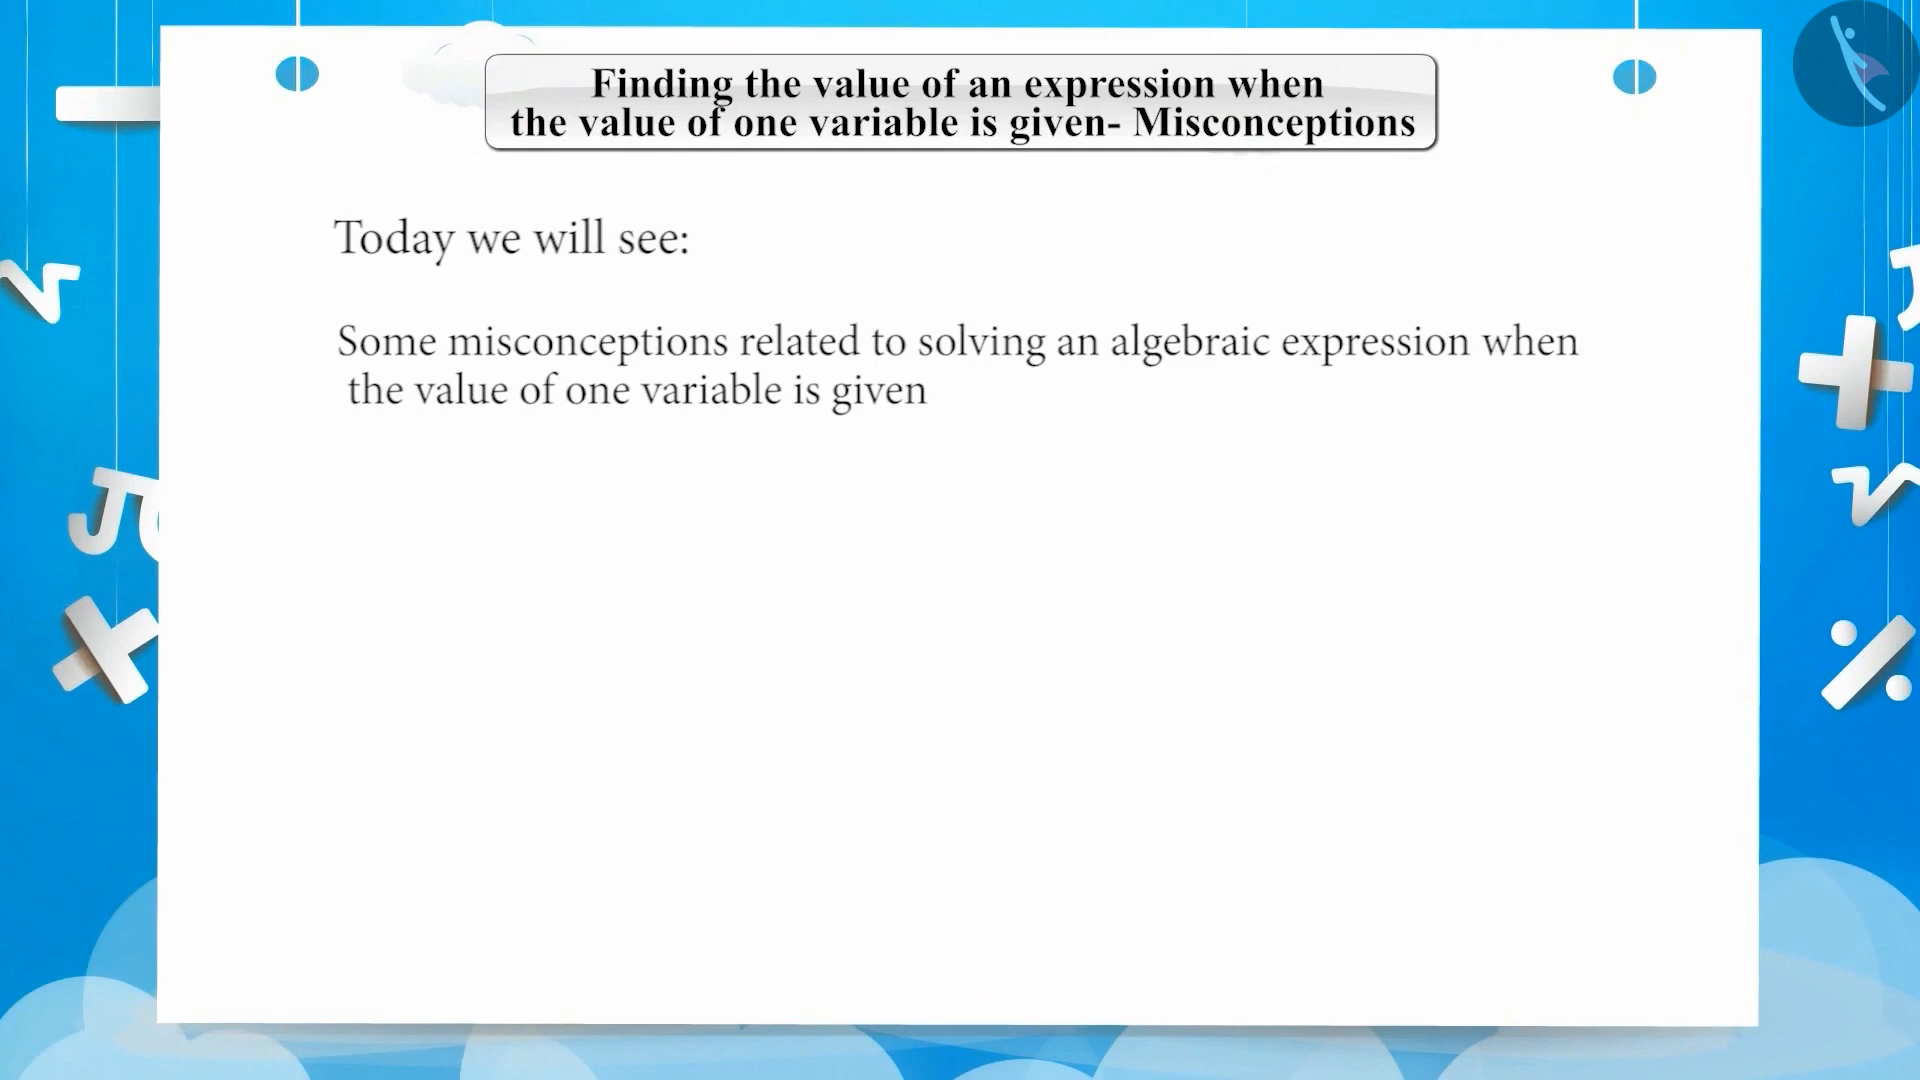 Finding the value of an expression when
the value of one variable is given- Misconceptions
Today we will see:
Some misconceptions related to solving an algebraic expression when
the value of one variable is given